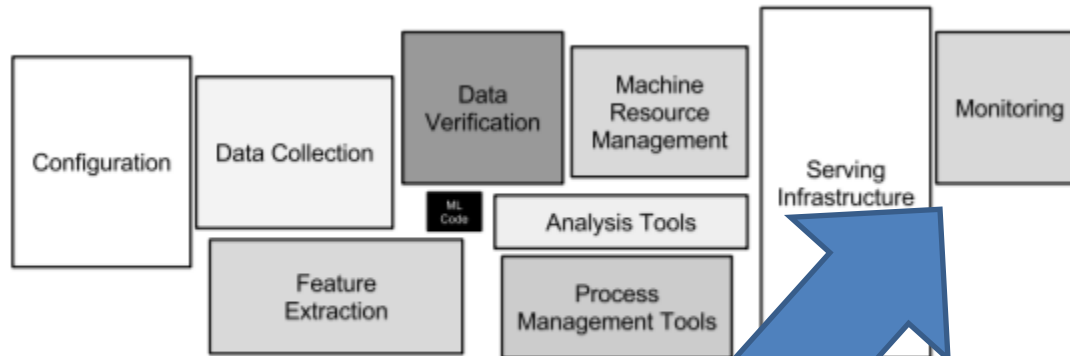 Configuration
Data Collection
Data
Verification
Machine
Resource
Management
Serving
Infrastructure
Monitoring
ML
Code
Analysis Tools
Feature
Extraction
Process
Management Tools